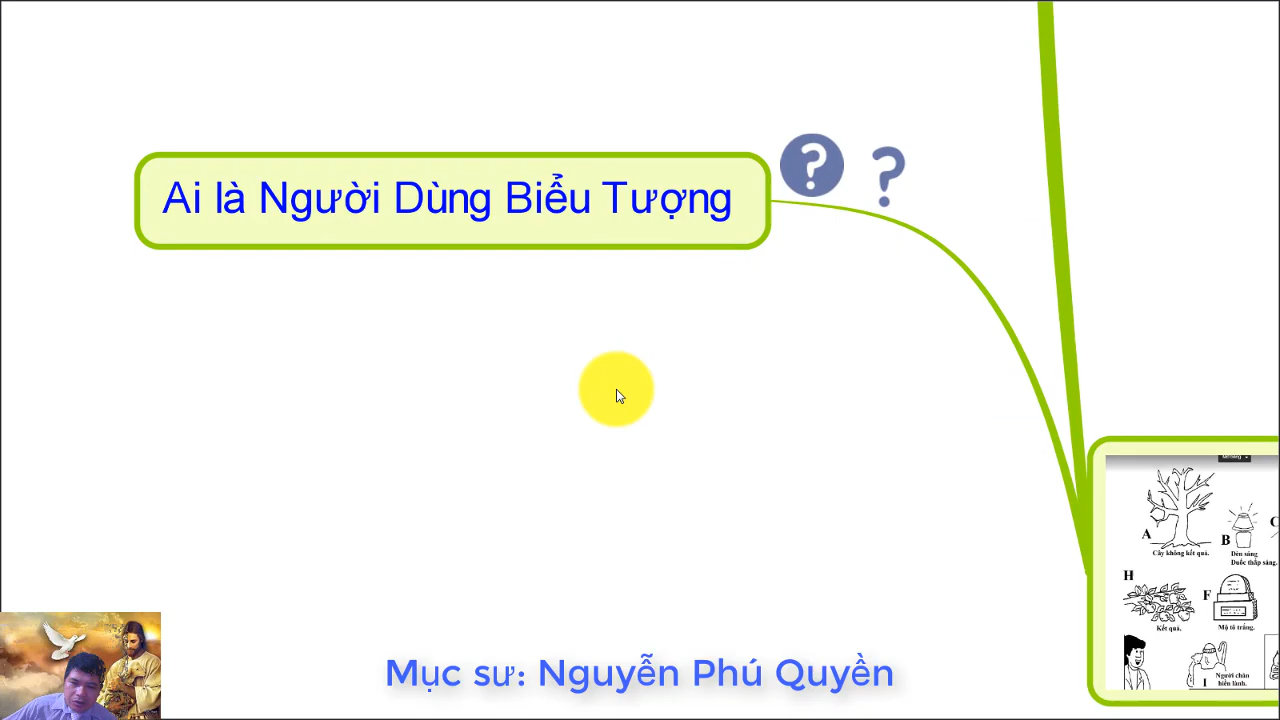 Ai là Người Dùng Biểu Tượng
A
Cây không kết quả.
B
Đèn sáng
Đuốc thắp sáng.
C
H
Kết quả.
F
Mộ tô trắng.
I
Người chăn
hiền lành.
Mục sư: Nguyễn Phú Quyền